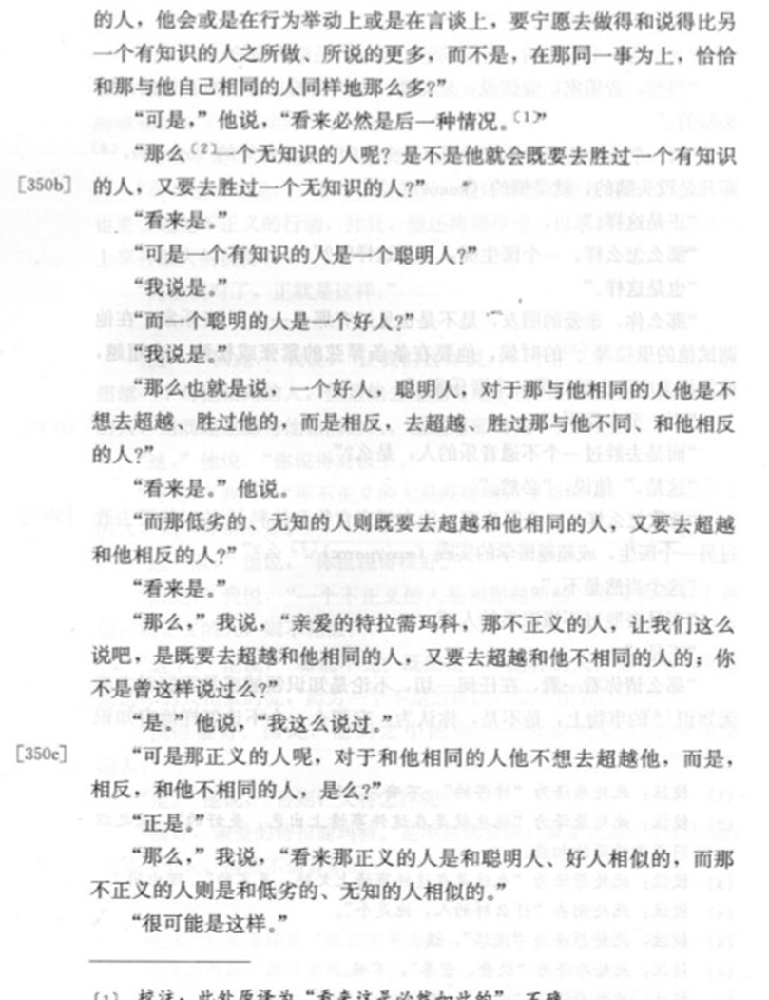 的人，他会或是在行为举动上或是在言谈上，要宁愿去做得和说得比另
一个有知识的人之所做、所说的更多，而不是，在那同一事为上，恰恰
和那与他自己相同的人同样地那么多？”
“可是，”他说，“看来必然是后一种情况。〔1〕”
“那么〔2〕一个无知识的人呢？是不是他就会既要去胜过一个有知识
[350b] 的人，又要去胜过一个无知识的人？”
“看来是。”
“可是一个有知识的人是一个聪明人？”
“我说是。”
“而一个聪明的人是一个好人？”
“我说是。”
“那么也就是说，一个好人，聪明人，对于那与他相同的人他是不
想去超越、胜过他的，而是相反，去超越、胜过那与他不同、和他相反
的人？”
“看来是。”他说。
“而那低劣的、无知的人则既要去超越和他相同的人，又要去超越
和他相反的人？”
“看来是。”
“那么，”我说，“亲爱的特拉需玛科，那不正义的人，让我们这么
说吧，是既要去超越和他相同的人，又要去超越和他不相同的人的；你
不是曾这样说过么？”
“是。”他说，“我这么说过。”
[350c] “可是那正义的人呢，对于和他相同的人他不想去超越他，而是，
相反，和他不相同的人，是么？”
“正是。”
“那么，”我说，“看来那正义的人是和聪明人、好人相似的，而那
不正义的人则是和低劣的、无知的人相似的。”
“很可能是这样。”
〔1〕 校注：此处原译为“看来这是必然如此的”，不确